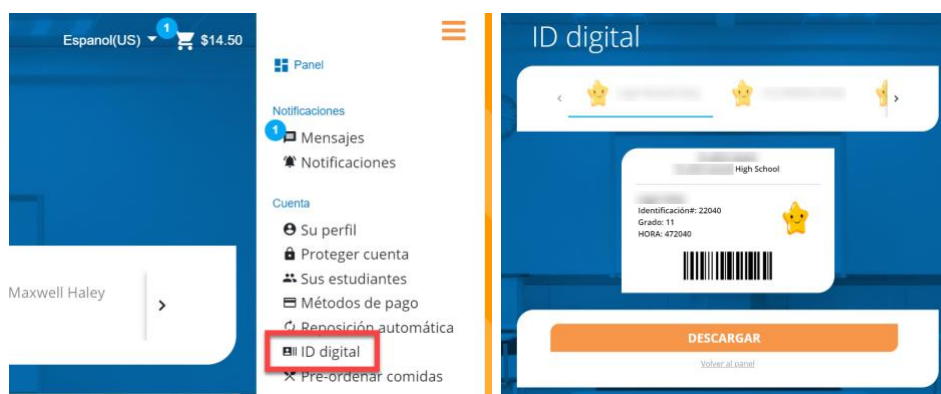 Espanol(US)
1
$14.50
Maxwell Haley
Panel
Notificaciones
1
Mensajes
Notificaciones
Cuenta
Su perfil
Proteger cuenta
Sus estudiantes
Métodos de pago
Reposición automática
ID digital
Pre-ordenar comidas
ID digital
High School
Identificación#: 22040
Grado: 11
HORA: 472040
DESCARGAR
Volver al panel